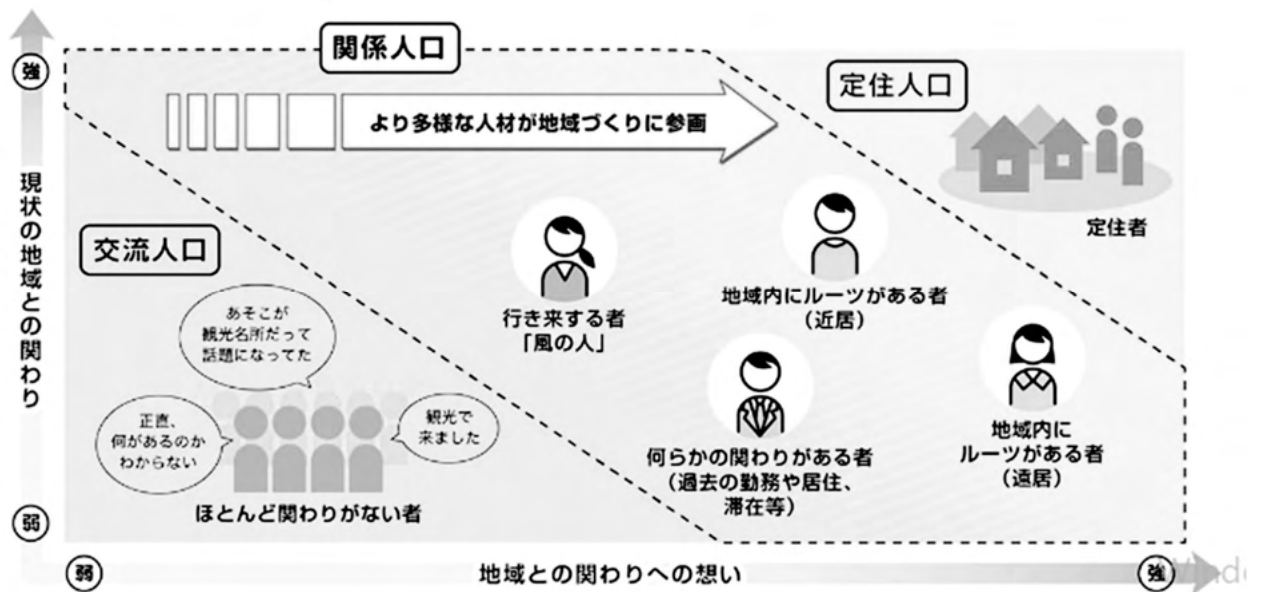 関係人口
強
定住人口
より多様な人材が地域づくりに参画
現状の地域との関わり
定住者
交流人口
あそこが
観光名所だって
話題になってた
行き来する者
「風の人」
地域内にルーツがある者
（近居）
正直、
何があるのか
わからない
観光で
来ました
何らかの関わりがある者
（過去の勤務や居住、
滞在等）
地域内に
ルーツがある者
（遠居）
ほとんど関わりがない者
弱
弱
地域との関わりへの想い
強